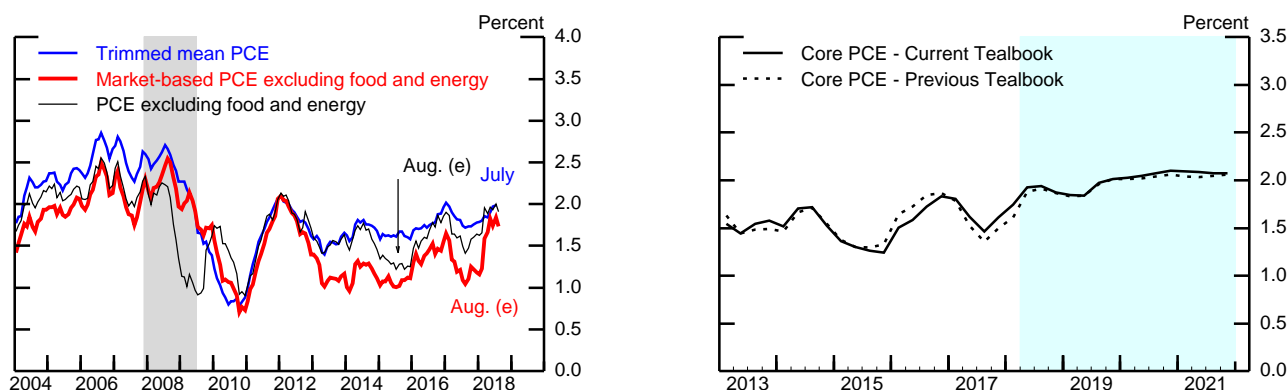 Percent
Trimmed mean PCE
Market-based PCE excluding food and energy
PCE excluding food and energy
Aug. (e)
July
Aug. (e)
4.0
3.5
3.0
2.5
2.0
1.5
1.0
0.5
0.0
2004 2006 2008 2010 2012 2014 2016 2018
Percent
Core PCE - Current Tealbook
Core PCE - Previous Tealbook
3.5
3.0
2.5
2.0
1.5
1.0
0.5
0.0
2013 2015 2017 2019 2021